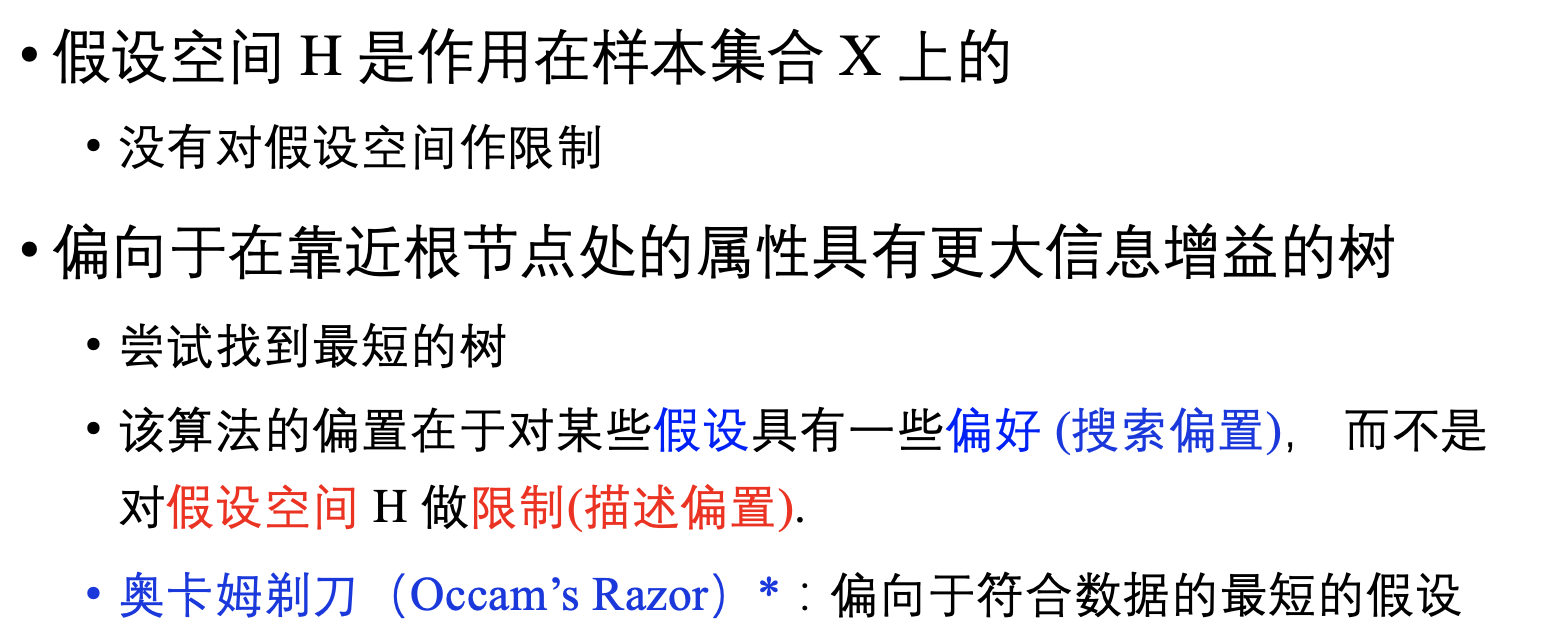 • 假设空间 H 是作用在样本集合 X 上的
• 没有对假设空间作限制
• 偏向于在靠近根节点处的属性具有更大信息增益的树
• 尝试找到最短的树
• 该算法的偏置在于对某些假设具有一些偏好 (搜索偏置), 而不是
对假设空间 H 做限制(描述偏置).
• 奥卡姆剃刀（Occam's Razor）*：偏向于符合数据的最短的假设